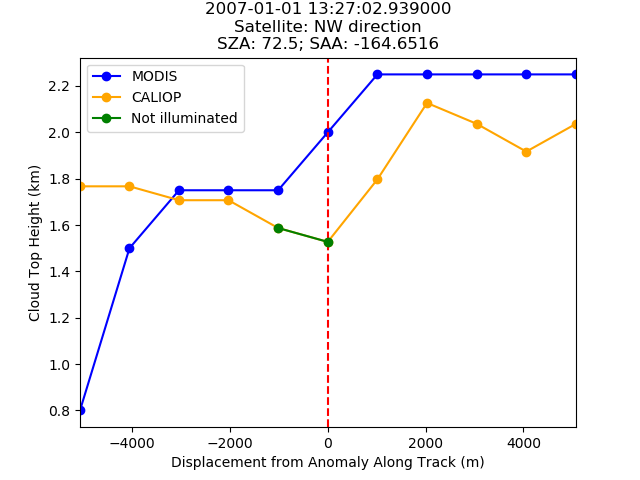 2007-01-01 13:27:02.939000
Satellite: NW direction
SZA: 72.5; SAA: -164.6516
MODIS
CALIOP
Not illuminated
Cloud Top Height (km)
2.2
2.0
1.8
1.6
1.4
1.2
1.0
0.8
−4000 −2000 0 2000 4000
Displacement from Anomaly Along Track (m)